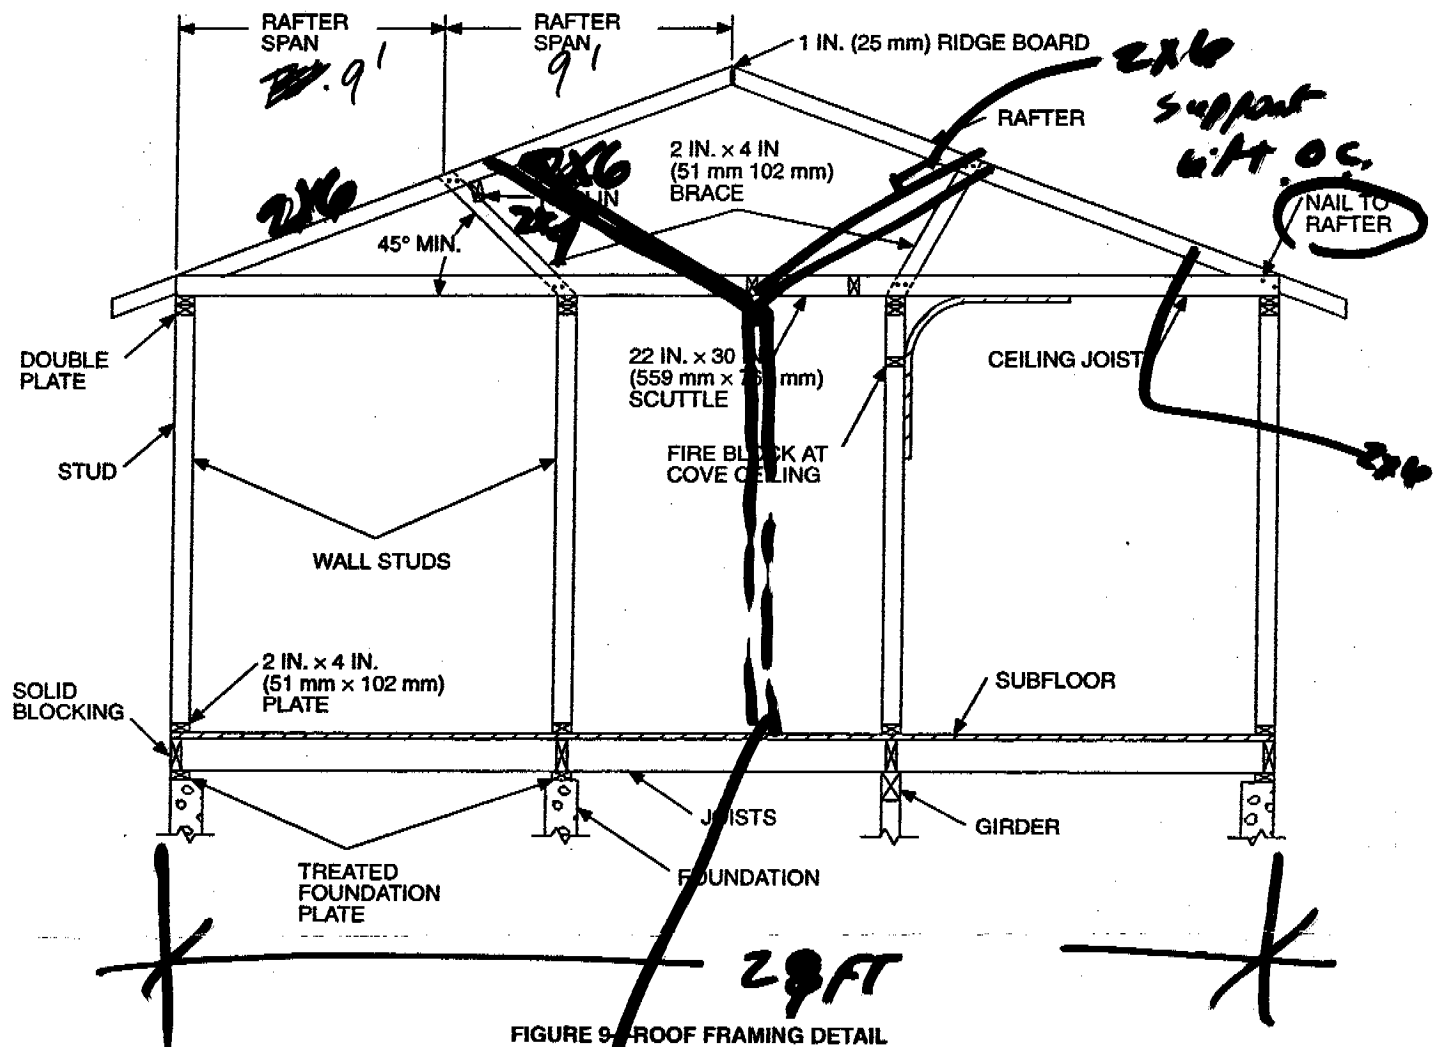 RAFTER
SPAN
9'
RAFTER
SPAN
9'
1 IN. (25 mm) RIDGE BOARD
2X6
support
6 ft O.C.
RAFTER
2 IN. × 4 IN
(51 mm 102 mm)
BRACE
2X6
2X6
45° MIN.
NAIL TO
RAFTER
DOUBLE
PLATE
22 IN. × 30
(559 mm × mm)
SCUTTLE
CEILING JOIST
STUD
FIRE BLOCK AT
COVE CEILING
2X6
WALL STUDS
2 IN. × 4 IN.
(51 mm × 102 mm)
PLATE
SOLID
BLOCKING
SUBFLOOR
JOISTS
GIRDER
TREATED
FOUNDATION
PLATE
FOUNDATION
FT
FIGURE 9 ROOF FRAMING DETAIL